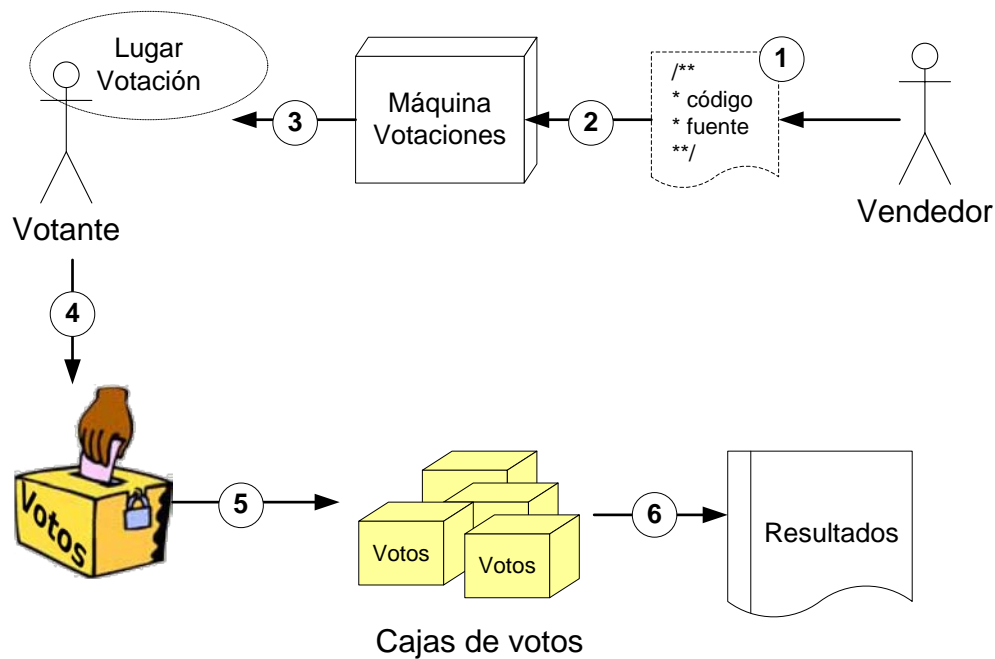 Lugar
Votación
Votante
3
Máquina
Votaciones
2
1
/**
* código
* fuente
**/
Vendedor
4
Votos
5
Votos
Votos
Cajas de votos
6
Resultados